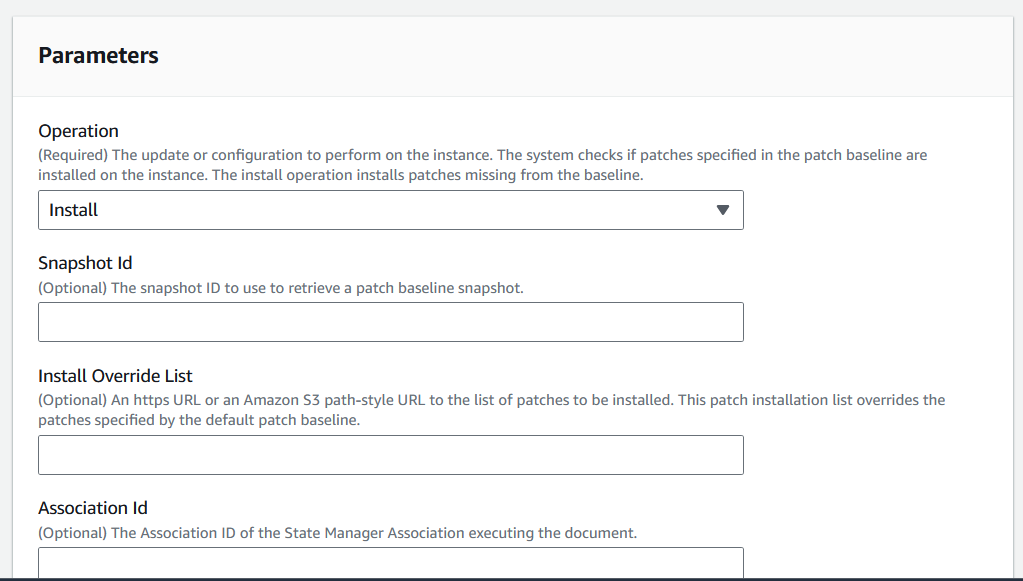 Parameters
Operation
(Required) The update or configuration to perform on the instance. The system checks if patches specified in the patch baseline are
installed on the instance. The install operation installs patches missing from the baseline.
Install
Snapshot Id
(Optional) The snapshot ID to use to retrieve a patch baseline snapshot.
Install Override List
(Optional) An https URL or an Amazon S3 path-style URL to the list of patches to be installed. This patch installation list overrides the
patches specified by the default patch baseline.
Association Id
(Optional) The Association ID of the State Manager Association executing the document.